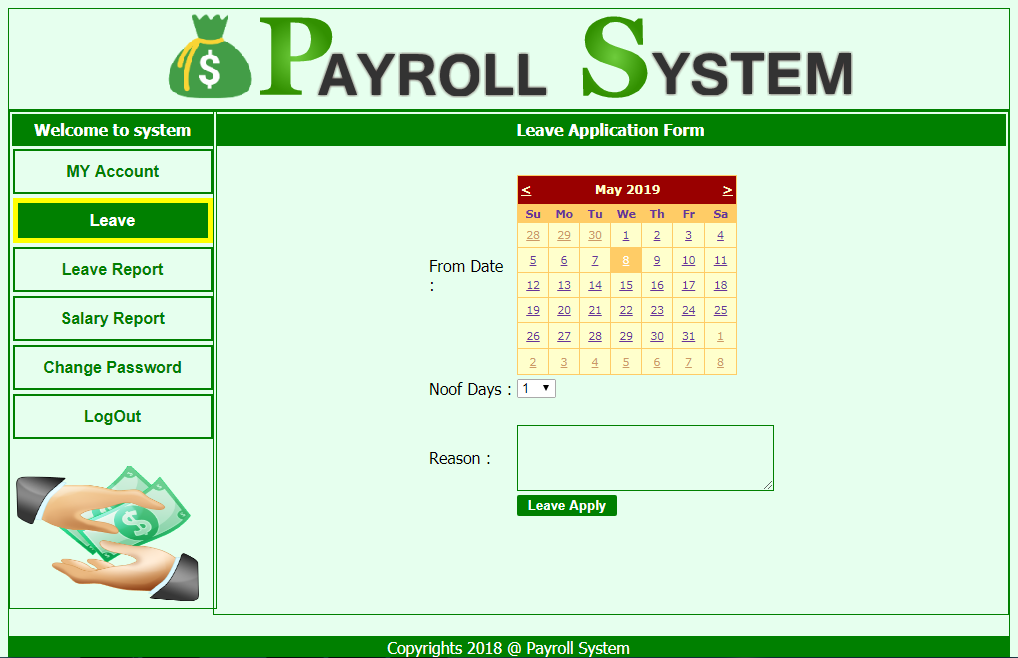 $ PAYROLL SYSTEM
Welcome to system
Leave Application Form
MY Account
Leave
Leave Report
Salary Report
Change Password
LogOut
$
< May 2019 >
Su Mo Tu We Th Fr Sa
28 29 30 1 2 3 4
5 6 7 8 9 10 11
12 13 14 15 16 17 18
19 20 21 22 23 24 25
26 27 28 29 30 31 1
2 3 4 5 6 7 8
From Date
:
Noof Days : 1
Reason :
Leave Apply
Copyrights 2018 @ Payroll System